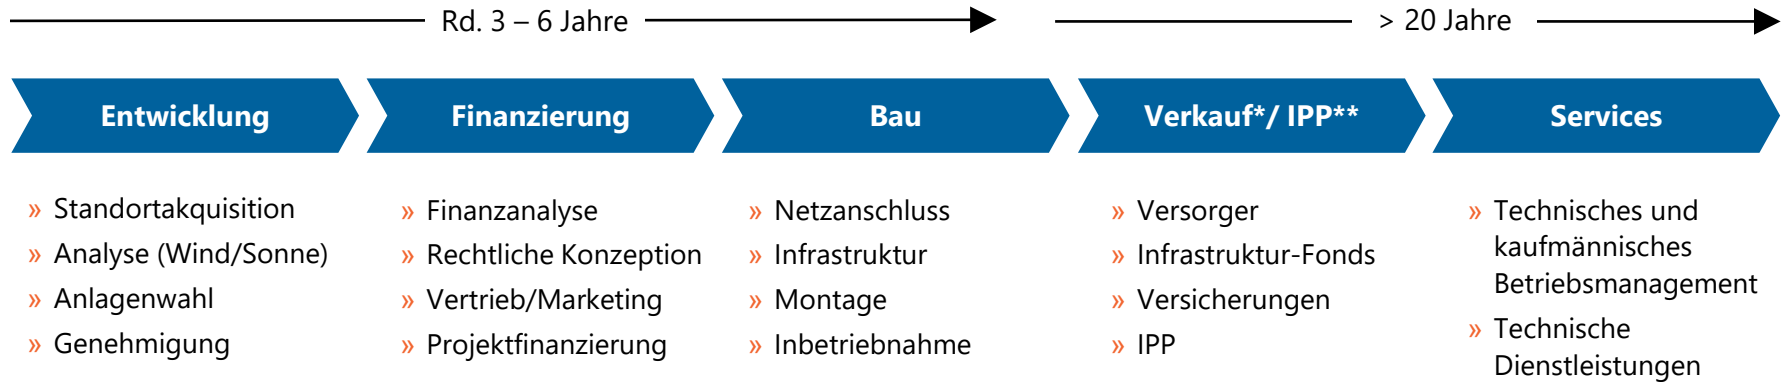 Rd. 3 – 6 Jahre
> 20 Jahre
Entwicklung
Finanzierung
Bau
Verkauf*/ IPP**
Services
» Standortakquisition
» Analyse (Wind/Sonne)
» Anlagenwahl
» Genehmigung
» Finanzanalyse
» Rechtliche Konzeption
» Vertrieb/Marketing
» Projektfinanzierung
» Netzanschluss
» Infrastruktur
» Montage
» Inbetriebnahme
» Versorger
» Infrastruktur-Fonds
» Versicherungen
» IPP
» Technisches und
kaufmännisches
Betriebsmanagement
» Technische
Dienstleistungen